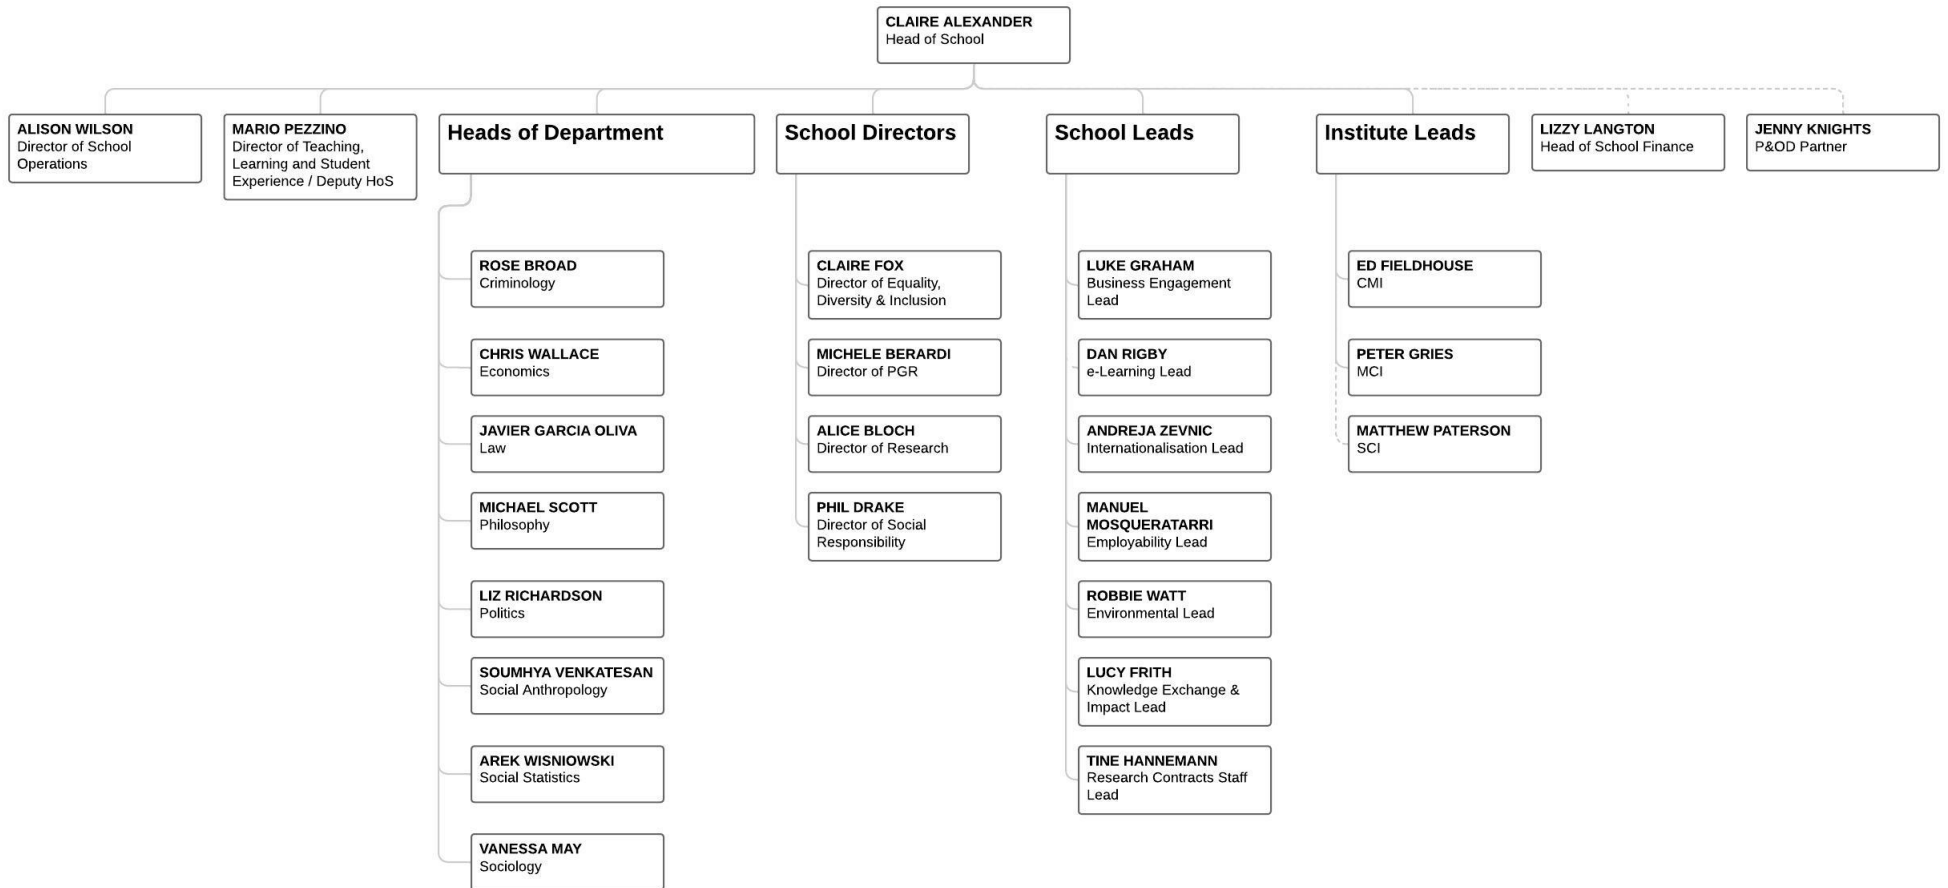 CLAIRE ALEXANDER
Head of School
ALISON WILSON
Director of School
Operations
MARIO PEZZINO
Director of Teaching,
Learning and Student
Experience / Deputy HoS
Heads of Department
School Directors
School Leads
Institute Leads
LIZZY LANGTON
Head of School Finance
JENNY KNIGHTS
P&OD Partner
ROSE BROAD
Criminology
CHRIS WALLACE
Economics
JAVIER GARCIA OLIVA
Law
MICHAEL SCOTT
Philosophy
LIZ RICHARDSON
Politics
SOUMHYA VENKATESAN
Social Anthropology
AREK WISNIOWSKI
Social Statistics
VANESSA MAY
Sociology
CLAIRE FOX
Director of Equality,
Diversity & Inclusion
MICHELE BERARDI
Director of PGR
ALICE BLOCH
Director of Research
PHIL DRAKE
Director of Social
Responsibility
LUKE GRAHAM
Business Engagement
Lead
DAN RIGBY
e-Learning Lead
ANDREJA ZEVNIC
Internationalisation Lead
MANUEL
MOSQUERATARRI
Employability Lead
ROBBIE WATT
Environmental Lead
LUCY FRITH
Knowledge Exchange &
Impact Lead
TINE HANNEMANN
Research Contracts Staff
Lead
ED FIELDHOUSE
CMI
PETER GRIES
MCI
MATTHEW PATERSON
SCI